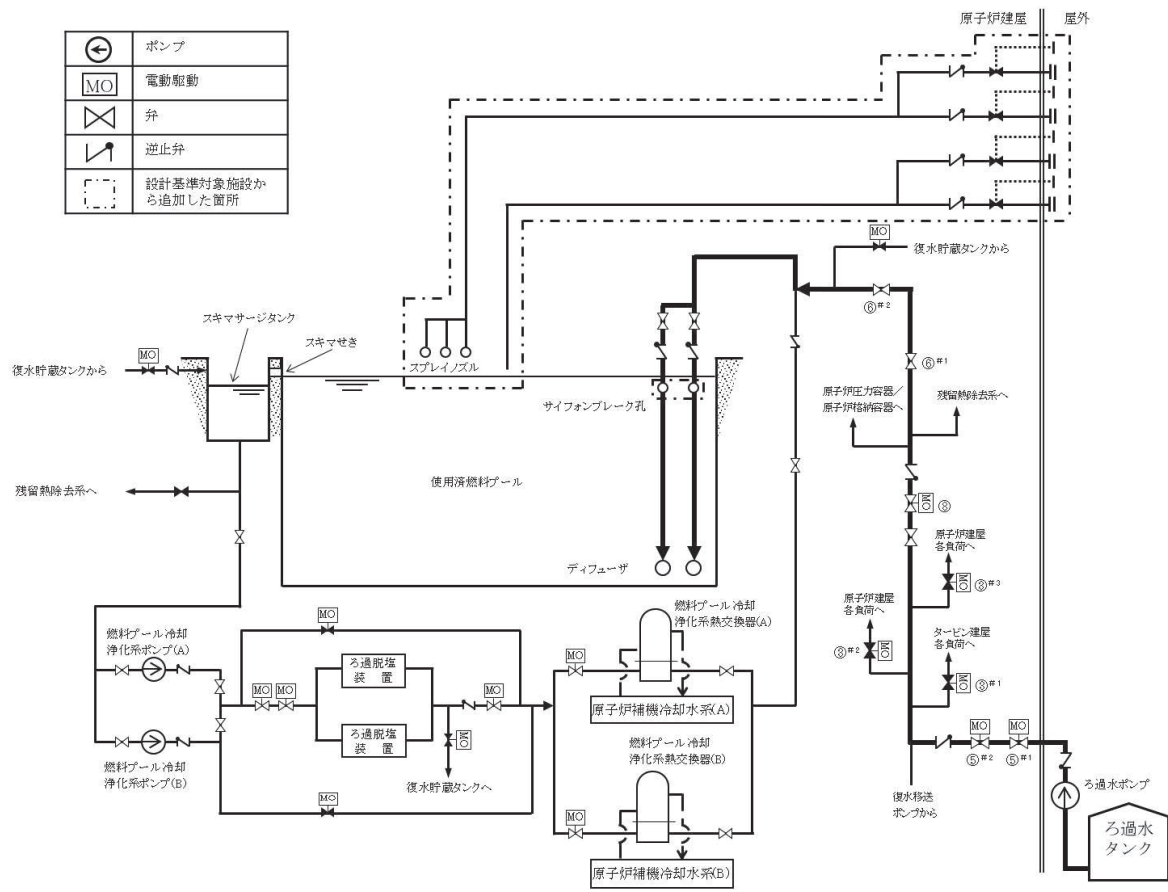 ポンプ
MO
電動駆動
弁
逆止弁
設計基準対象施設か
ら追加した箇所
原子炉建屋
屋外
MO
復水貯蔵タンクから
⑥#2
スキマサージタンク
スキマせき
MO
復水貯蔵タンクから
スプレイノズル
サイフォンブレーク孔
⑥#1
原子炉圧力容器/
原子炉格納容器へ
残留熱除去系へ
残留熱除去系へ
使用済燃料プール
MO
⑧
原子炉建屋
各負荷へ
MO
③#3
ディフューザ
原子炉建屋
各負荷へ
MO
③#2
タービン建屋
各負荷へ
MO
③#1
燃料プール冷却
浄化系ポンプ(A)
MO
ろ過脱塩
装 置
MO
MO
MO
ろ過脱塩
装 置
MO
復水貯蔵タンクへ
燃料プール冷却
浄化系ポンプ(B)
MO
燃料プール冷却
浄化系熱交換器(A)
MO
原子炉補機冷却水系(A)
燃料プール冷却
浄化系熱交換器(B)
MO
原子炉補機冷却水系(B)
MO
MO
⑤#2
⑤#1
復水移送
ポンプから
ろ過水ポンプ
ろ過水
タンク